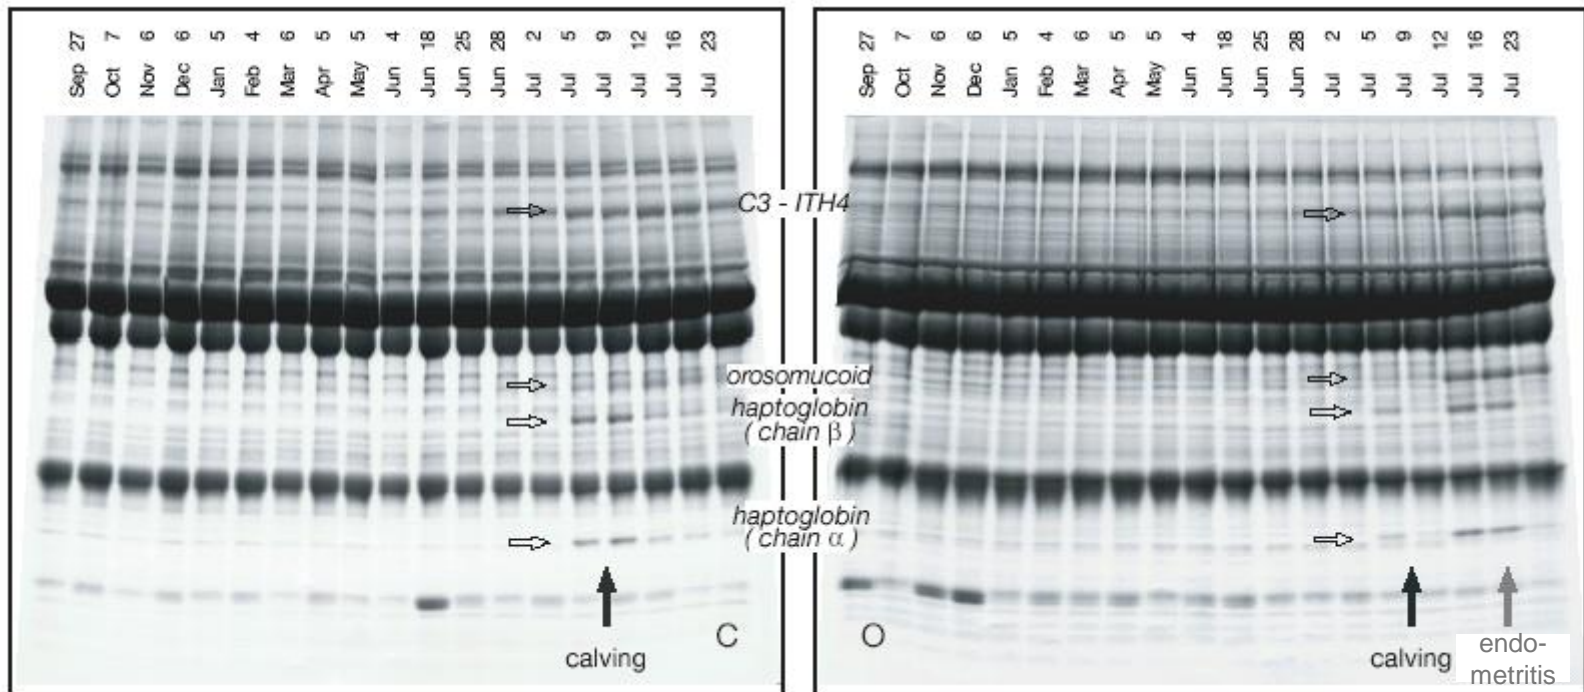 Sep 27
Oct 7
Nov 6
Dec 6
Jan 5
Feb 4
Mar 6
Apr 5
May 5
Jun 4
Jun 18
Jun 25
Jun 28
Jul 2
Jul 5
Jul 9
Jul 12
Jul 16
Jul 23
Sep 27
Oct 7
Nov 6
Dec 6
Jan 5
Feb 4
Mar 6
Apr 5
May 5
Jun 4
Jun 18
Jun 25
Jun 28
Jul 2
Jul 5
Jul 9
Jul 12
Jul 16
Jul 23
C3 - ITH4
orosomucoid
haptoglobin
( chain β )
haptoglobin
( chain α )
calving
C
O
calving
endo-
metritis